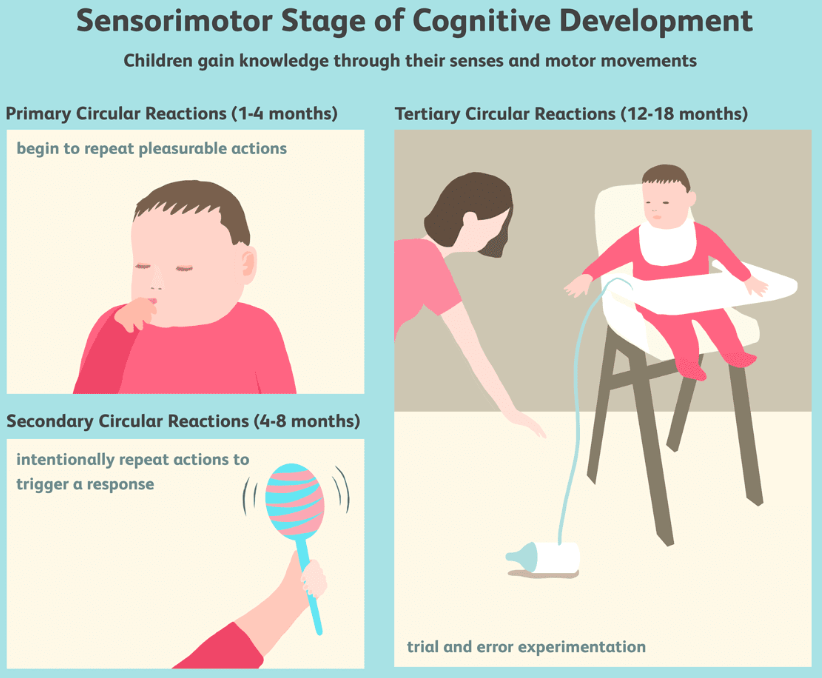 Sensorimotor Stage of Cognitive Development
Children gain knowledge through their senses and motor movements
Primary Circular Reactions (1-4 months)
begin to repeat pleasurable actions
Secondary Circular Reactions (4-8 months)
intentionally repeat actions to
trigger a response
Tertiary Circular Reactions (12-18 months)
trial and error experimentation